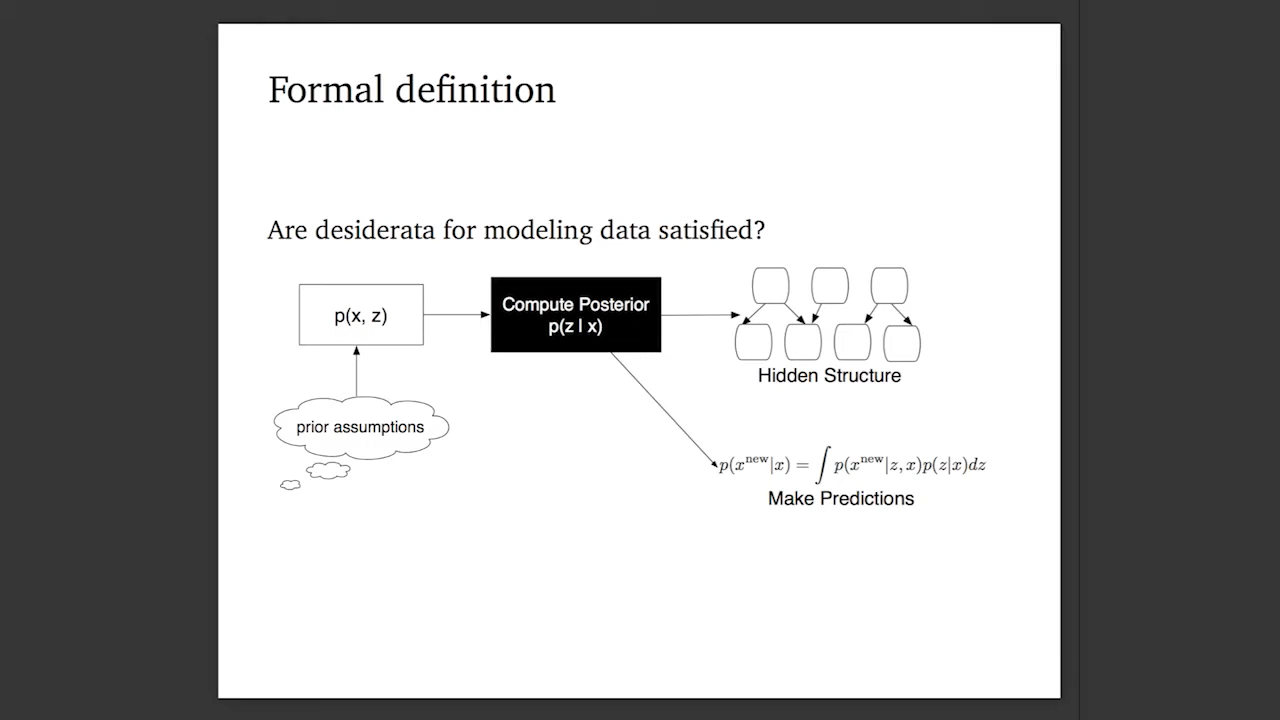 Formal definition
Are desiderata for modeling data satisfied?
p(x, z)
Compute Posterior
p(z | x)
Hidden Structure
prior assumptions
p(x^new|x) = ∫ p(x^new|z, x)p(z|x)dz
Make Predictions